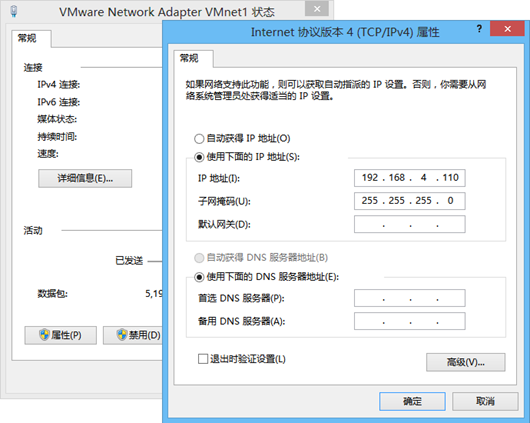 VMware Network Adapter VMnet1 状态
常规
连接
IPv4 连接:
IPv6 连接:
媒体状态:
持续时间:
速度:
详细信息(E)...
活动
已发送
数据包:
5,19
属性(P)
禁用(D)
Internet 协议版本 4 (TCP/IPv4) 属性
?
常规
如果网络支持此功能，则可以获取自动指派的 IP 设置。否则，你需要从网
络系统管理员处获得适当的 IP 设置。
自动获得 IP 地址(O)
使用下面的 IP 地址(S):
IP 地址(I): 192 . 168 . 4 . 110
子网掩码(U): 255 . 255 . 255 . 0
默认网关(D): . . .
自动获得 DNS 服务器地址(B)
使用下面的 DNS 服务器地址(E):
首选 DNS 服务器(P): . . .
备用 DNS 服务器(A): . . .
退出时验证设置(L)
高级(V)...
确定
取消